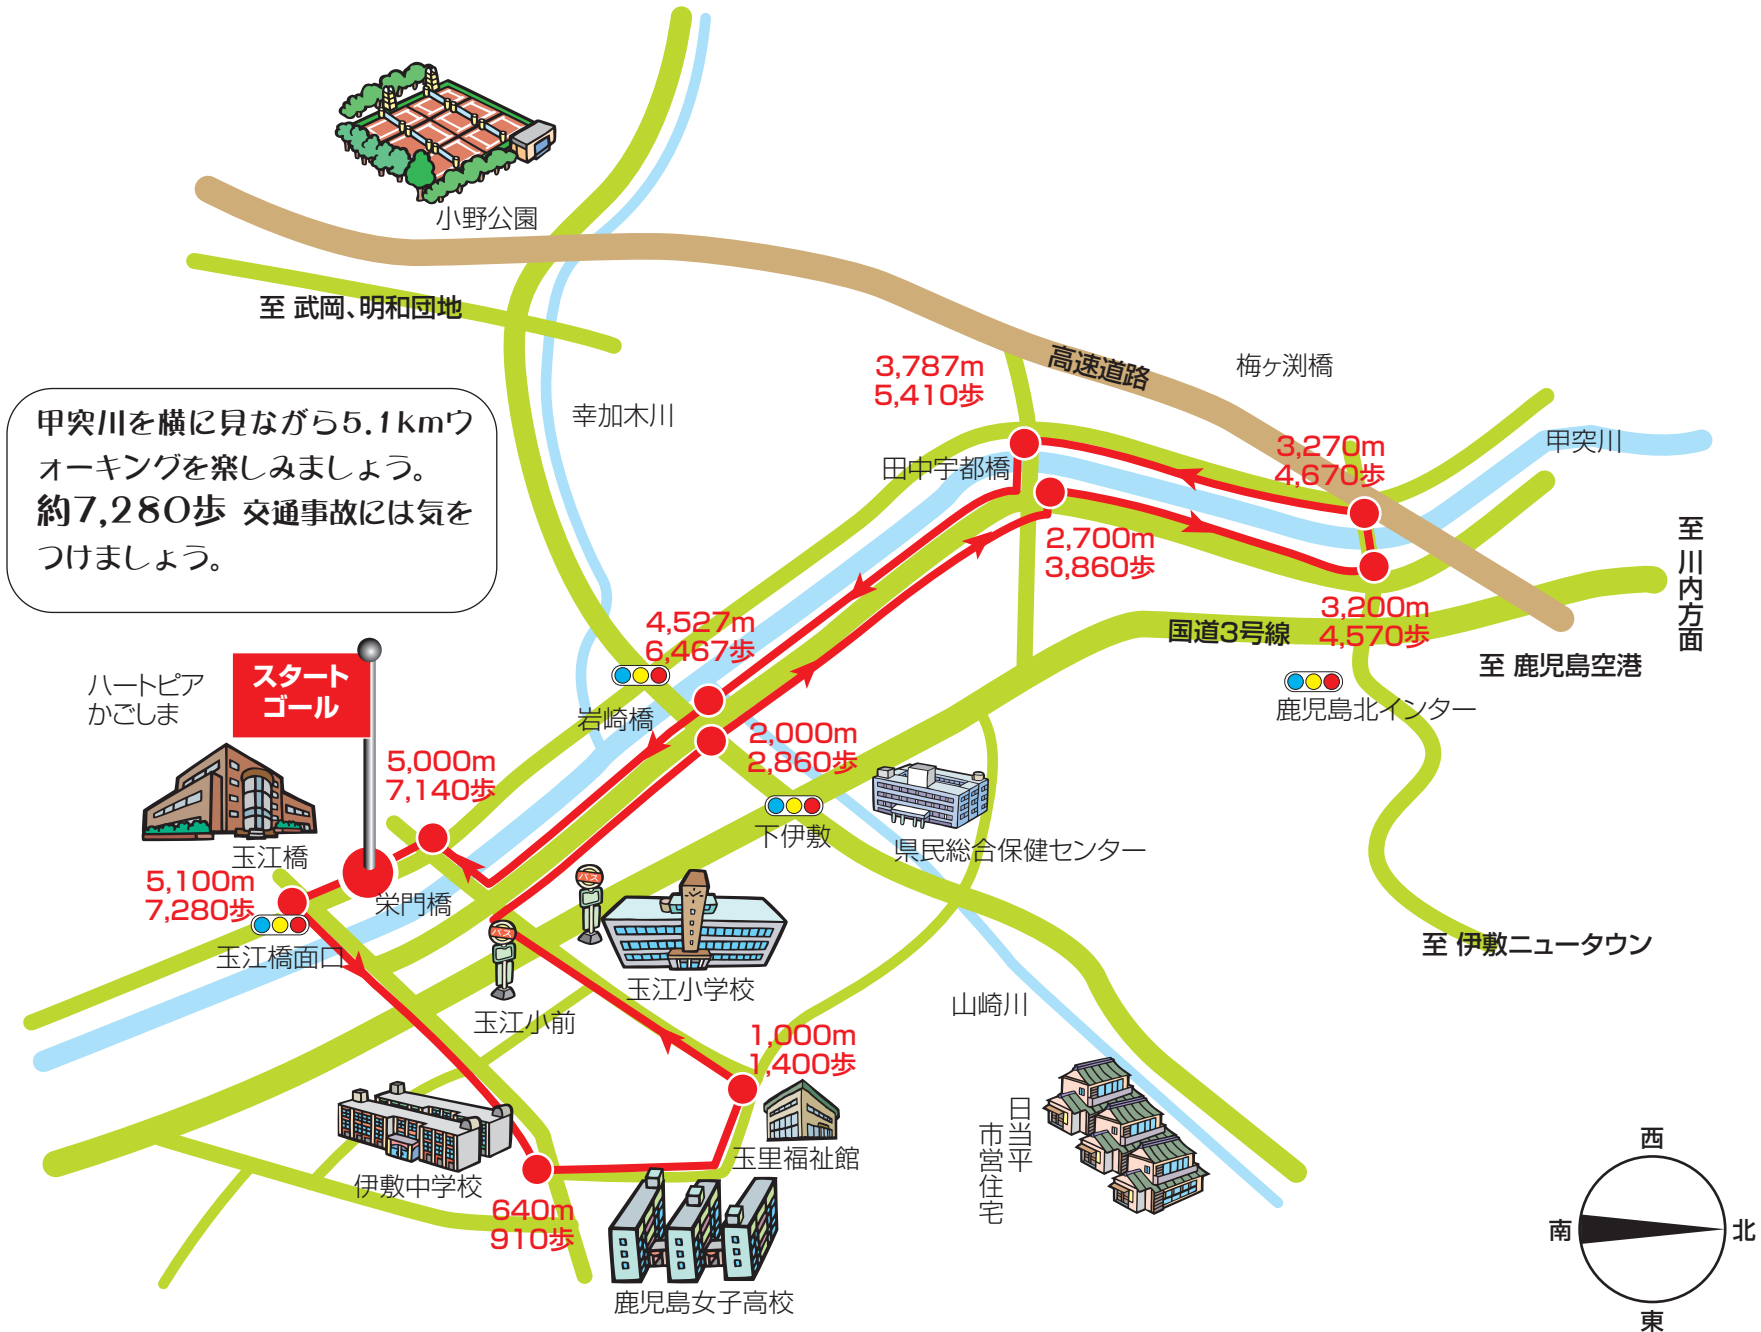 小野公園
至 武岡、明和団地
甲突川を横に見ながら5.1kmウ
ォーキングを楽しみましょう。
約7,280歩 交通事故には気を
つけましょう。
幸加木川
3,787m
5,410歩
高速道路
梅ヶ渕橋
田中宇都橋
3,270m
4,670歩
甲突川
2,700m
3,860歩
至 川内方面
3,200m
4,570歩
国道3号線
至 鹿児島空港
鹿児島北インター
4,527m
6,467歩
岩崎橋
ハートピア
かごしま
スタート
ゴール
2,000m
2,860歩
5,000m
7,140歩
下伊敷
県民総合保健センター
玉江橋
5,100m
7,280歩
栄門橋
玉江橋面口
バス
バス
玉江小学校
玉江小前
至 伊敷ニュータウン
山崎川
1,000m
1,400歩
玉里福祉館
日当平
市営住宅
伊敷中学校
640m
910歩
鹿児島女子高校
西
南
北
東